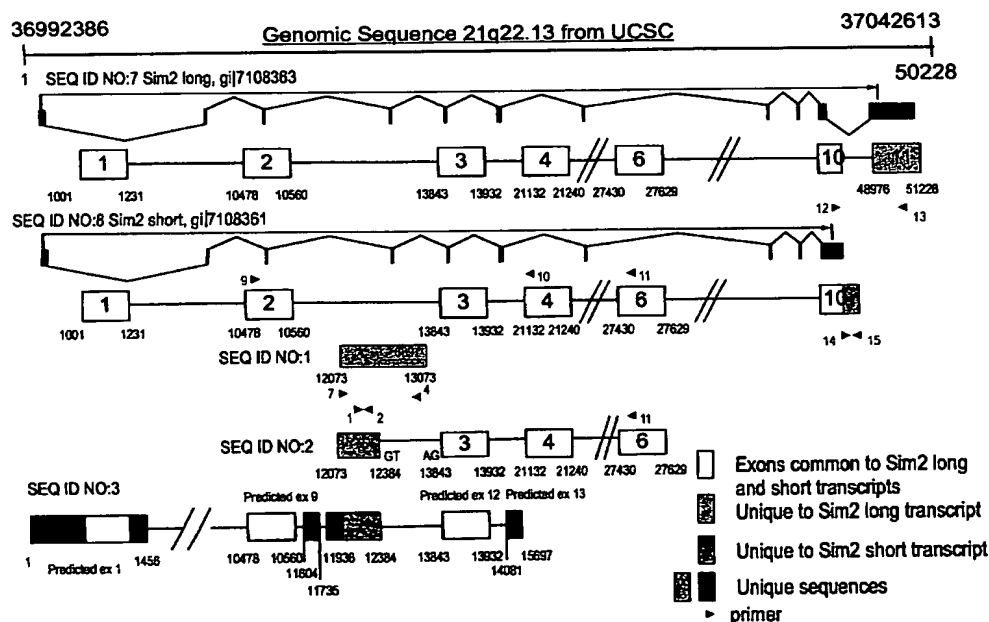 36992386
37042613
Genomic Sequence 21q22.13 from UCSC
1 SEQ ID NO:7 Sim2 long, gi|7108363
50228
1 2 3 4 6 10
1001 1231 10478 10560 13843 13932 21132 21240 27430 27629 48976 51228
12 13
SEQ ID NO:8 Sim2 short, gi|7108361
9 10 11
1 2 3 4 6 10
1001 1231 10478 10560 13843 13932 21132 21240 27430 27629
14 15
SEQ ID NO:1
12073 13073
7 4
1 2
11
SEQ ID NO:2 3 4 6
GT AG
12073 12384 13843 13932 21132 21240 27430 27629
SEQ ID NO:3
Predicted ex 9 Predicted ex 12 Predicted ex 13
1 1456 10478 10560 11604 11735 11936 12384 13843 13932 14081 15697
Predicted ex 1
Exons common to Sim2 long
and short transcripts
Unique to Sim2 long transcript
Unique to Sim2 short transcript
Unique sequences
primer